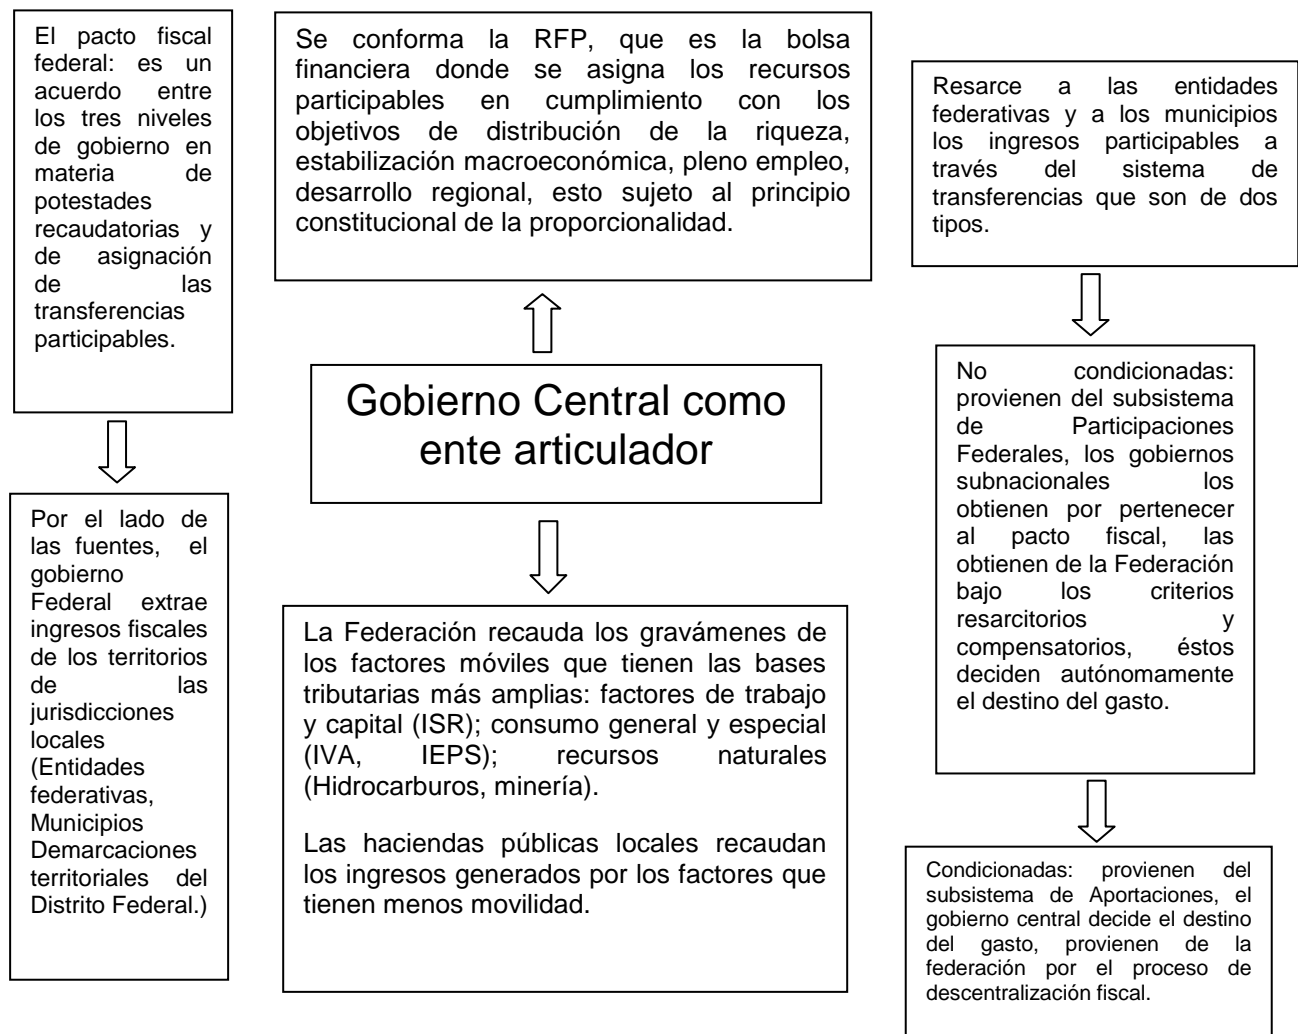 El pacto fiscal
federal: es un
acuerdo entre
los tres niveles
de gobierno en
materia de
potestades
recaudatorias y
de asignación
de las
transferencias
participables.
Por el lado de
las fuentes, el
gobierno
Federal extrae
ingresos fiscales
de los territorios
de las
jurisdicciones
locales
(Entidades
federativas,
Municipios
Demarcaciones
territoriales del
Distrito Federal.)
Se conforma la RFP, que es la bolsa
financiera donde se asigna los recursos
participables en cumplimiento con los
objetivos de distribución de la riqueza,
estabilización macroeconómica, pleno empleo,
desarrollo regional, esto sujeto al principio
constitucional de la proporcionalidad.
Gobierno Central como
ente articulador
La Federación recauda los gravámenes de
los factores móviles que tienen las bases
tributarias más amplias: factores de trabajo
y capital (ISR); consumo general y especial
(IVA, IEPS); recursos naturales
(Hidrocarburos, minería).
Las haciendas públicas locales recaudan
los ingresos generados por los factores que
tienen menos movilidad.
Resarce a las entidades
federativas y a los municipios
los ingresos participables a
través del sistema de
transferencias que son de dos
tipos.
No condicionadas:
provienen del subsistema
de Participaciones
Federales, los gobiernos
subnacionales los
obtienen por pertenecer
al pacto fiscal, las
obtienen de la Federación
bajo los criterios
resarcitorios y
compensatorios, éstos
deciden autónomamente
el destino del gasto.
Condicionadas: provienen del
subsistema de Aportaciones, el
gobierno central decide el destino
del gasto, provienen de la
federación por el proceso de
descentralización fiscal.